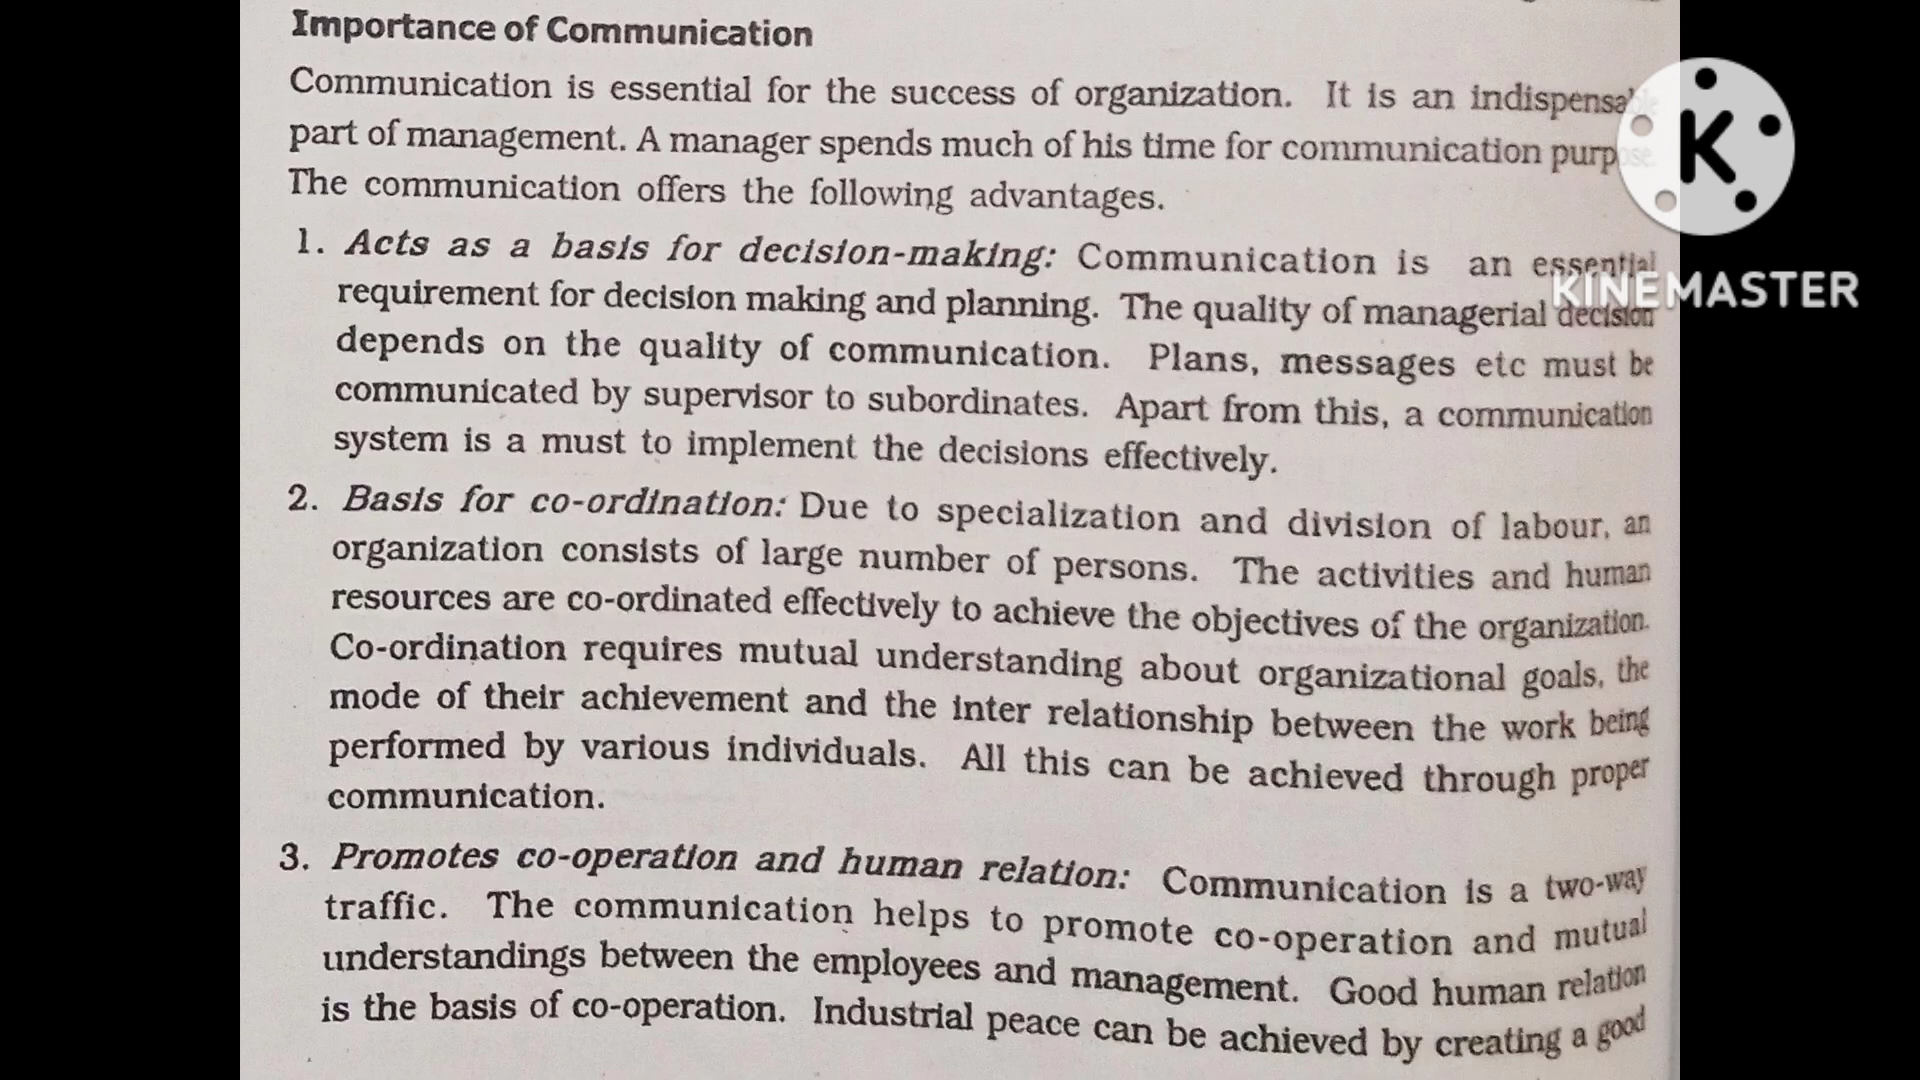 Importance of Communication
Communication is essential for the success of organization. It is an indispensable
part of management. A manager spends much of his time for communication purpose.
The communication offers the following advantages.
1. Acts as a basis for decision-making: Communication is an essential
requirement for decision making and planning. The quality of managerial decision
depends on the quality of communication. Plans, messages etc must be
communicated by supervisor to subordinates. Apart from this, a communication
system is a must to implement the decisions effectively.
2. Basis for co-ordination: Due to specialization and division of labour, an
organization consists of large number of persons. The activities and human
resources are co-ordinated effectively to achieve the objectives of the organization.
Co-ordination requires mutual understanding about organizational goals, the
mode of their achievement and the inter relationship between the work being
performed by various individuals. All this can be achieved through proper
communication.
3. Promotes co-operation and human relation: Communication is a two-way
traffic. The communication helps to promote co-operation and mutual
understandings between the employees and management. Good human relation
is the basis of co-operation. Industrial peace can be achieved by creating a good
K
KINEMASTER